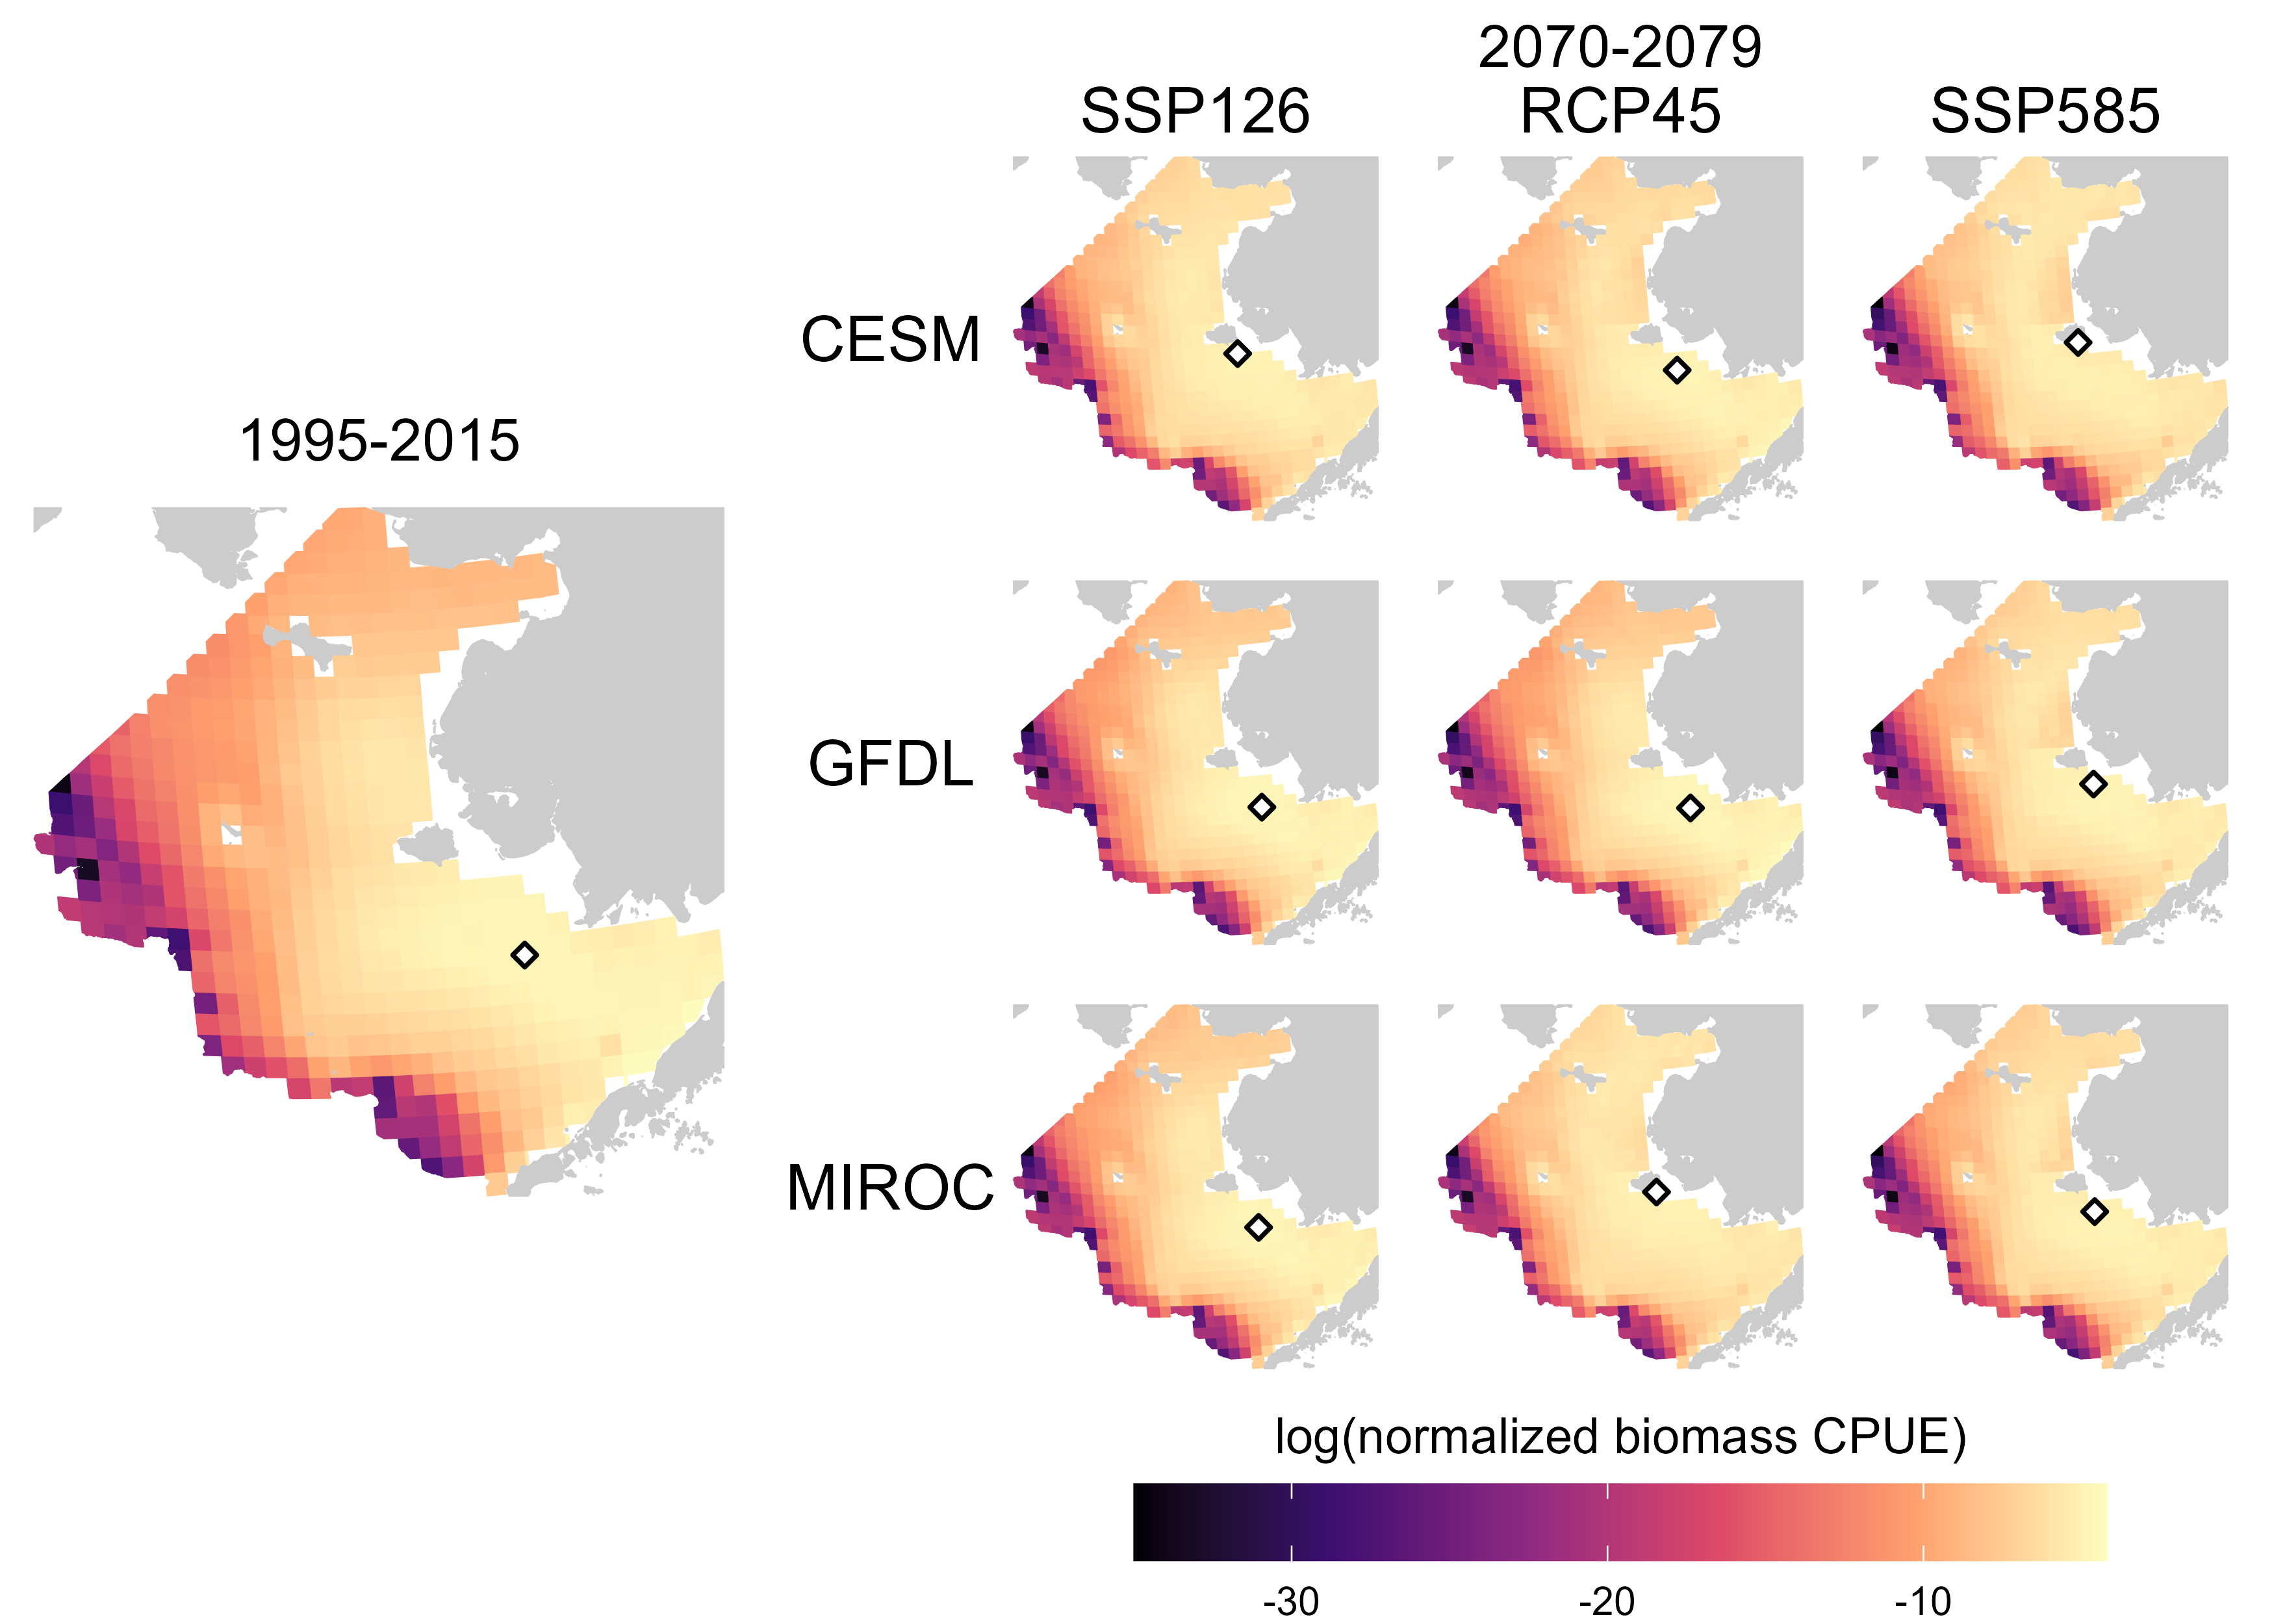 2070-2079
SSP126 RCP45 SSP585
CESM
1995-2015
GFDL
MIROC
log(normalized biomass CPUE)
-30 -20 -10